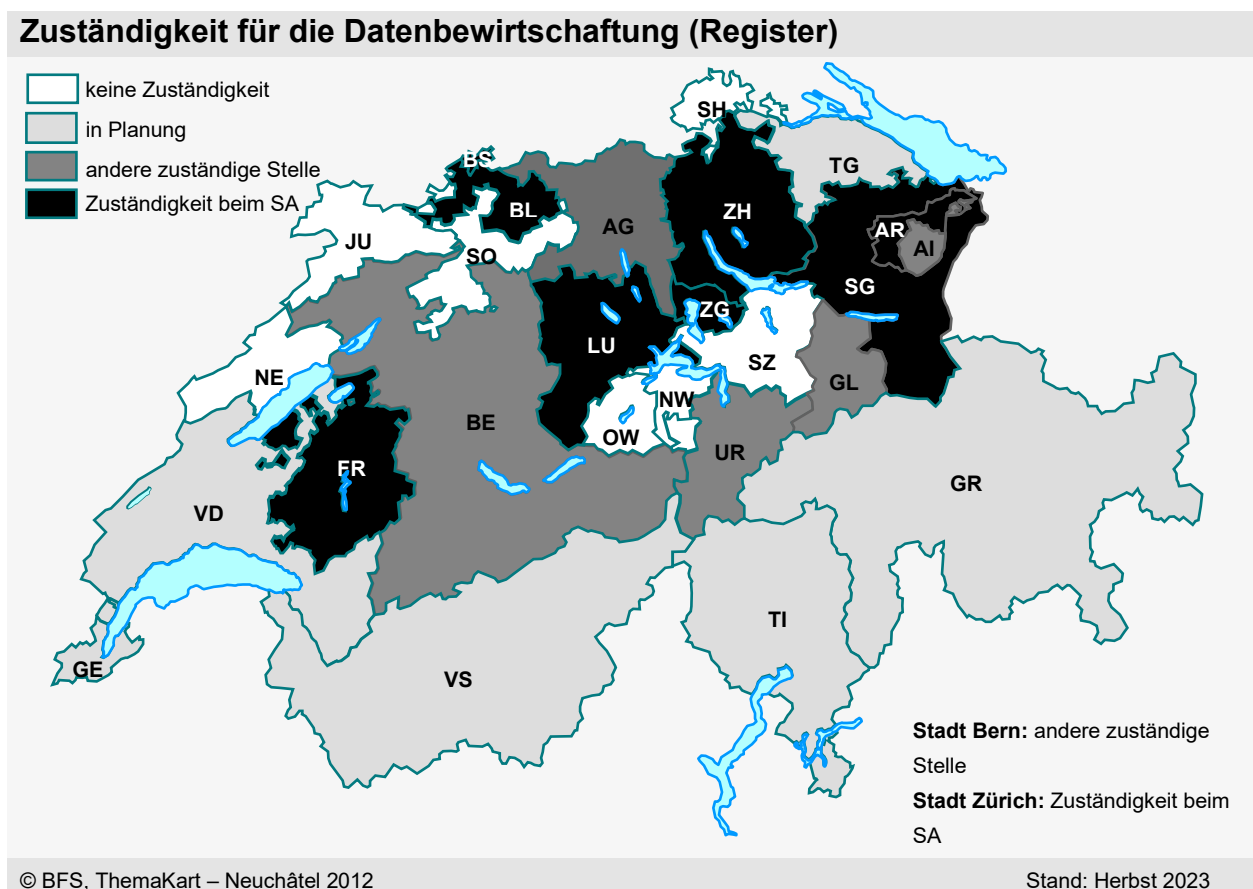 Zuständigkeit für die Datenbewirtschaftung (Register)
keine Zuständigkeit
in Planung
andere zuständige Stelle
Zuständigkeit beim SA
SH
BS
TG
BL
ZH
AG
AR
JU
SO
AI
SG
ZG
LU
SZ
NE
GL
NW
BE
OW
UR
FR
GR
VD
TI
GE
VS
Stadt Bern: andere zuständige
Stelle
Stadt Zürich: Zuständigkeit beim
SA
© BFS, ThemaKart – Neuchâtel 2012
Stand: Herbst 2023